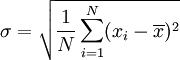 σ = √(1/N ∑_{i=1}^{N} (x_i − x̄)²)